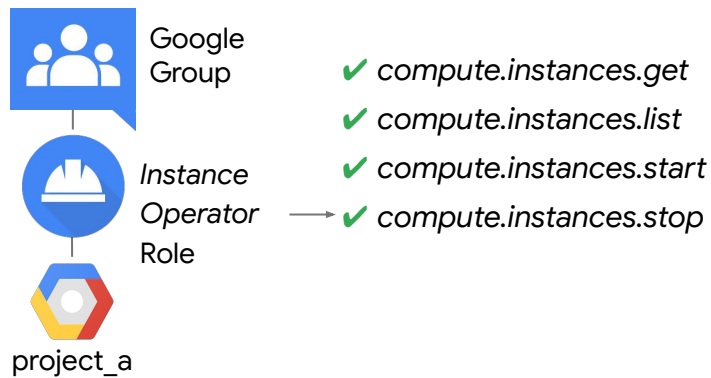 Google
Group
Instance
Operator
Role
project_a
compute.instances.get
compute.instances.list
compute.instances.start
compute.instances.stop